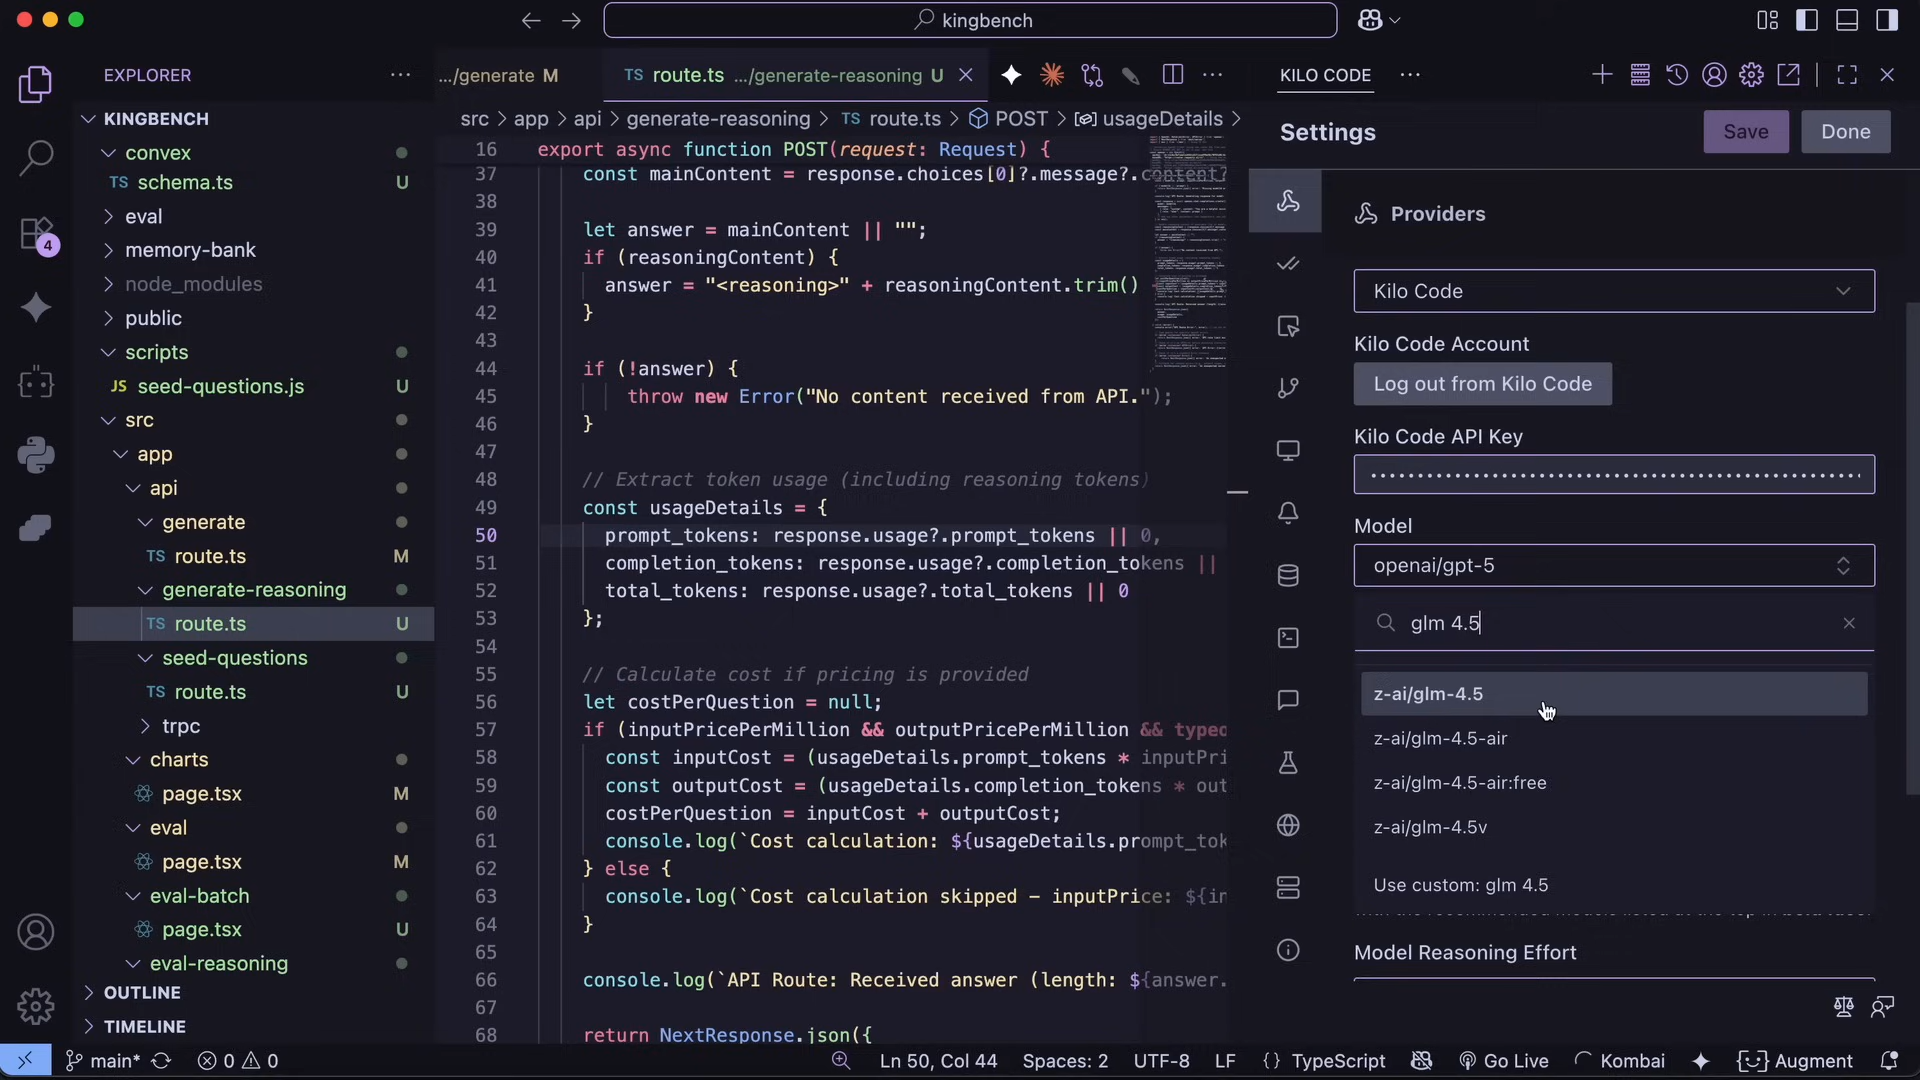 kingbench
EXPLORER
KINGBENCH
convex
TS schema.ts U
eval
memory-bank
node_modules
public
scripts
JS seed-questions.js U
src
app
api
generate
TS route.ts M
generate-reasoning
TS route.ts U
seed-questions
TS route.ts U
trpc
charts
page.tsx M
eval
page.tsx M
eval-batch
page.tsx U
eval-reasoning
OUTLINE
TIMELINE
4
.../generate M
TS route.ts .../generate-reasoning U
src > app > api > generate-reasoning > TS route.ts > POST > usageDetails >
16 export async function POST(request: Request) {
37 const mainContent = response.choices[0]?.message?.content?
38
39 let answer = mainContent || "";
40 if (reasoningContent) {
41 answer = "<reasoning>" + reasoningContent.trim()
42 }
43
44 if (!answer) {
45 throw new Error("No content received from API.");
46 }
47
48 // Extract token usage (including reasoning tokens)
49 const usageDetails = {
50 prompt_tokens: response.usage?.prompt_tokens || 0,
51 completion_tokens: response.usage?.completion_tokens ||
52 total_tokens: response.usage?.total_tokens || 0
53 };
54
55 // Calculate cost if pricing is provided
56 let costPerQuestion = null;
57 if (inputPricePerMillion && outputPricePerMillion && typeo
58 const inputCost = (usageDetails.prompt_tokens * inputPri
59 const outputCost = (usageDetails.completion_tokens * out
60 costPerQuestion = inputCost + outputCost;
61 console.log(`Cost calculation: ${usageDetails.prompt_tok
62 } else {
63 console.log(`Cost calculation skipped - inputPrice: ${in
64 }
65
66 console.log(`API Route: Received answer (length: ${answer.
67
68 return NextResponse.json({
KILO CODE
Settings
Save
Done
Providers
Kilo Code
Kilo Code Account
Log out from Kilo Code
Kilo Code API Key
Model
openai/gpt-5
glm 4.5
z-ai/glm-4.5
z-ai/glm-4.5-air
z-ai/glm-4.5-air:free
z-ai/glm-4.5v
Use custom: glm 4.5
Model Reasoning Effort
main* 0 0
Ln 50, Col 44 Spaces: 2 UTF-8 LF {} TypeScript Go Live Kombai Augment